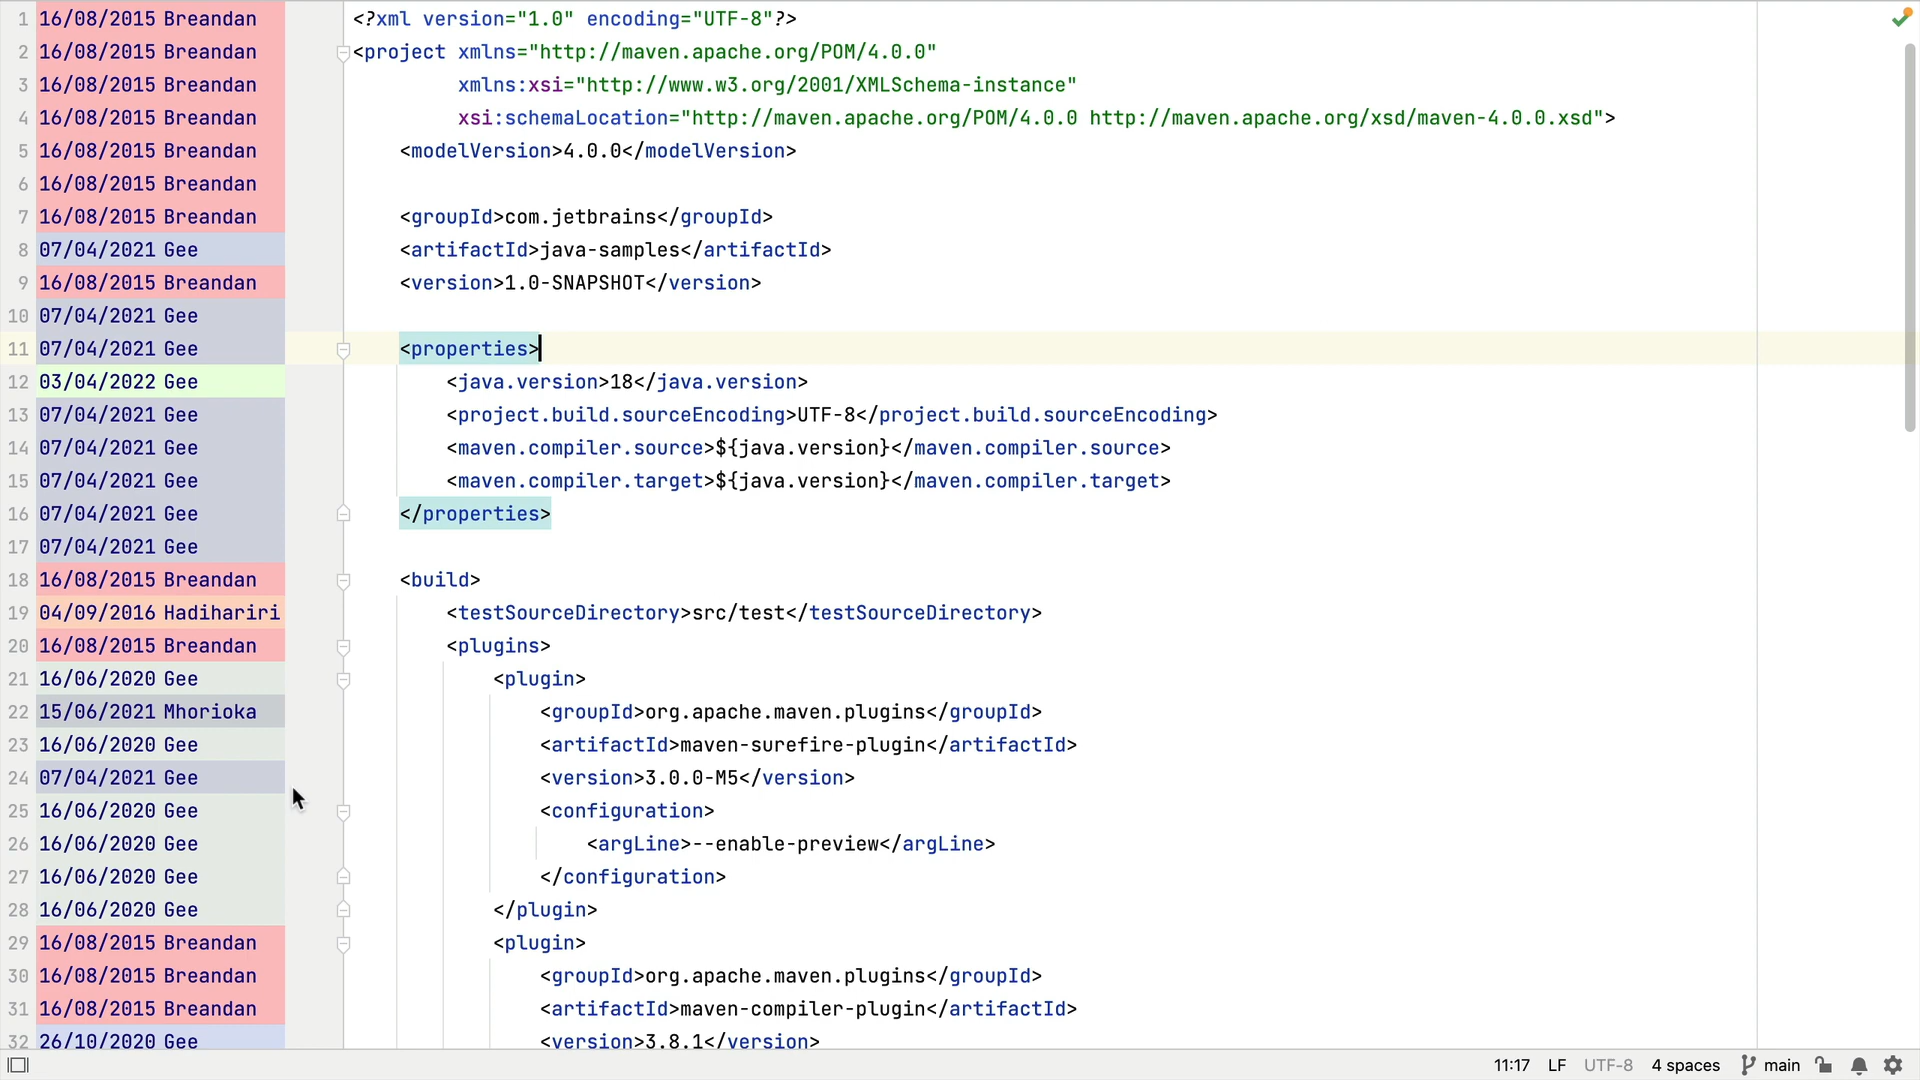 1 16/08/2015 Breandan <?xml version="1.0" encoding="UTF-8"?>
2 16/08/2015 Breandan <project xmlns="http://maven.apache.org/POM/4.0.0"
3 16/08/2015 Breandan xmlns:xsi="http://www.w3.org/2001/XMLSchema-instance"
4 16/08/2015 Breandan xsi:schemaLocation="http://maven.apache.org/POM/4.0.0 http://maven.apache.org/xsd/maven-4.0.0.xsd">
5 16/08/2015 Breandan <modelVersion>4.0.0</modelVersion>
6 16/08/2015 Breandan
7 16/08/2015 Breandan <groupId>com.jetbrains</groupId>
8 07/04/2021 Gee <artifactId>java-samples</artifactId>
9 16/08/2015 Breandan <version>1.0-SNAPSHOT</version>
10 07/04/2021 Gee
11 07/04/2021 Gee <properties>
12 03/04/2022 Gee <java.version>18</java.version>
13 07/04/2021 Gee <project.build.sourceEncoding>UTF-8</project.build.sourceEncoding>
14 07/04/2021 Gee <maven.compiler.source>${java.version}</maven.compiler.source>
15 07/04/2021 Gee <maven.compiler.target>${java.version}</maven.compiler.target>
16 07/04/2021 Gee </properties>
17 07/04/2021 Gee
18 16/08/2015 Breandan <build>
19 04/09/2016 Hadihariri <testSourceDirectory>src/test</testSourceDirectory>
20 16/08/2015 Breandan <plugins>
21 16/06/2020 Gee <plugin>
22 15/06/2021 Mhorioka <groupId>org.apache.maven.plugins</groupId>
23 16/06/2020 Gee <artifactId>maven-surefire-plugin</artifactId>
24 07/04/2021 Gee <version>3.0.0-M5</version>
25 16/06/2020 Gee <configuration>
26 16/06/2020 Gee <argLine>--enable-preview</argLine>
27 16/06/2020 Gee </configuration>
28 16/06/2020 Gee </plugin>
29 16/08/2015 Breandan <plugin>
30 16/08/2015 Breandan <groupId>org.apache.maven.plugins</groupId>
31 16/08/2015 Breandan <artifactId>maven-compiler-plugin</artifactId>
32 26/10/2020 Gee <version>3.8.1</version>
11:17 LF UTF-8 4 spaces main